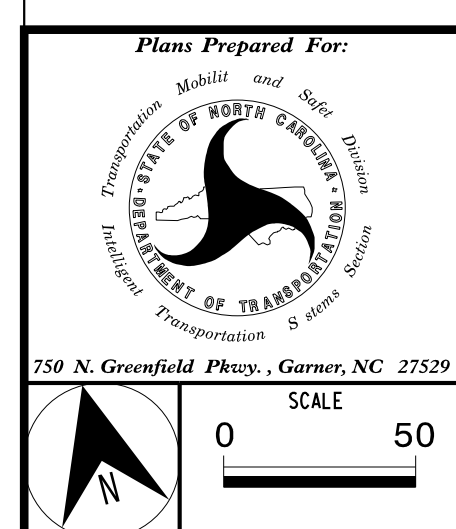 Plans Prepared For:
Transportation Mobilit and Safet Division
STATE OF NORTH CAROLINA
DEPARTMENT OF TRANSPORTATION
Intelligent Transportation S stems Section
750 N. Greenfield Pkwy. , Garner, NC 27529
SCALE
0 50
N